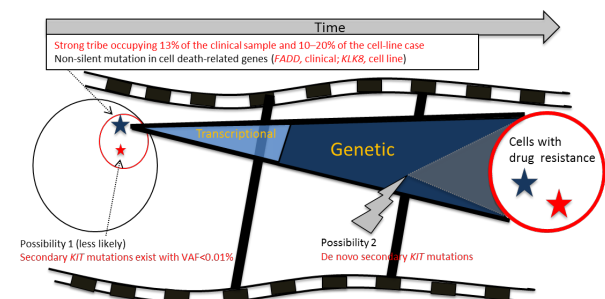 Time
Strong tribe occupying 13% of the clinical sample and 10–20% of the cell-line case
Non-silent mutation in cell death-related genes (FADD, clinical; KLK8, cell line)
Transcriptional
Genetic
Cells with
drug resistance
Possibility 1 (less likely)
Secondary KIT mutations exist with VAF<0.01%
Possibility 2
De novo secondary KIT mutations